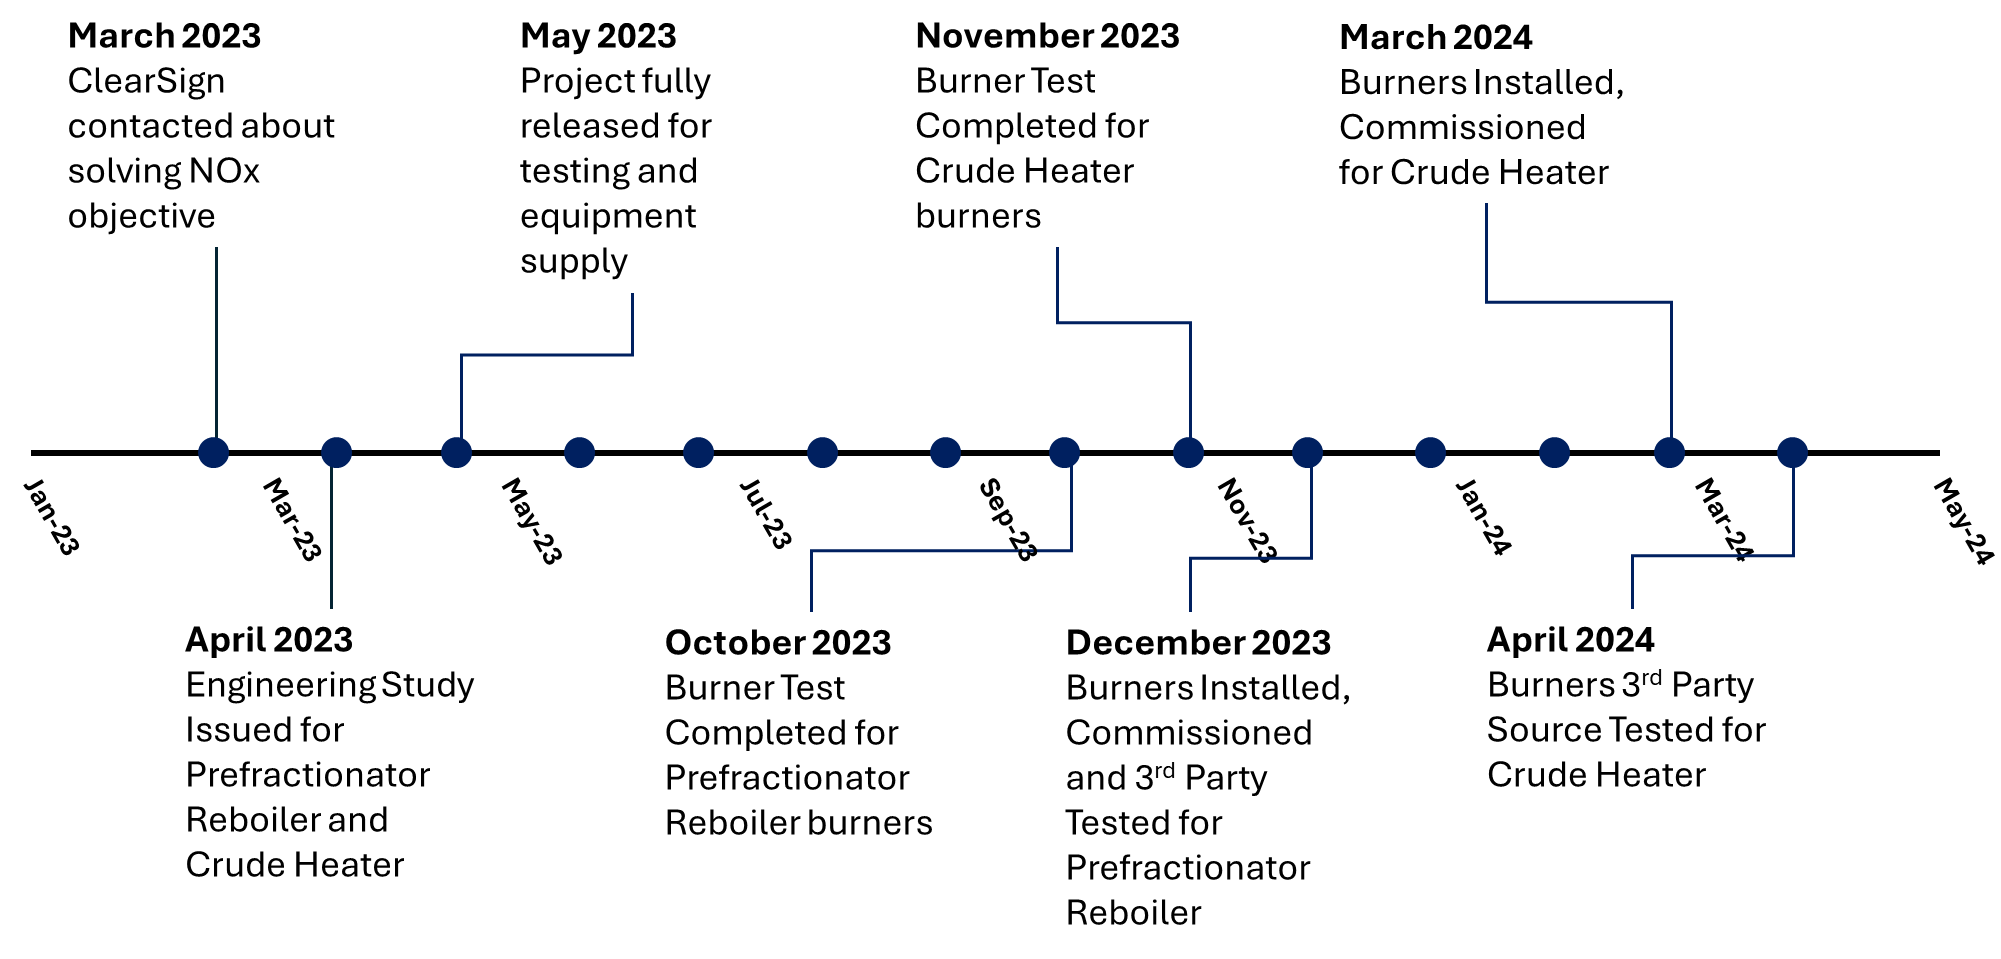 March 2023
ClearSign
contacted about
solving NOx
objective
May 2023
Project fully
released for
testing and
equipment
supply
November 2023
Burner Test
Completed for
Crude Heater
burners
March 2024
Burners Installed,
Commissioned
for Crude Heater
Jan-23
Mar-23
May-23
Jul-23
Sep-23
Nov-23
Jan-24
Mar-24
May-24
April 2023
Engineering Study
Issued for
Prefractionator
Reboiler and
Crude Heater
October 2023
Burner Test
Completed for
Prefractionator
Reboiler burners
December 2023
Burners Installed,
Commissioned
and 3rd Party
Tested for
Prefractionator
Reboiler
April 2024
Burners 3rd Party
Source Tested for
Crude Heater